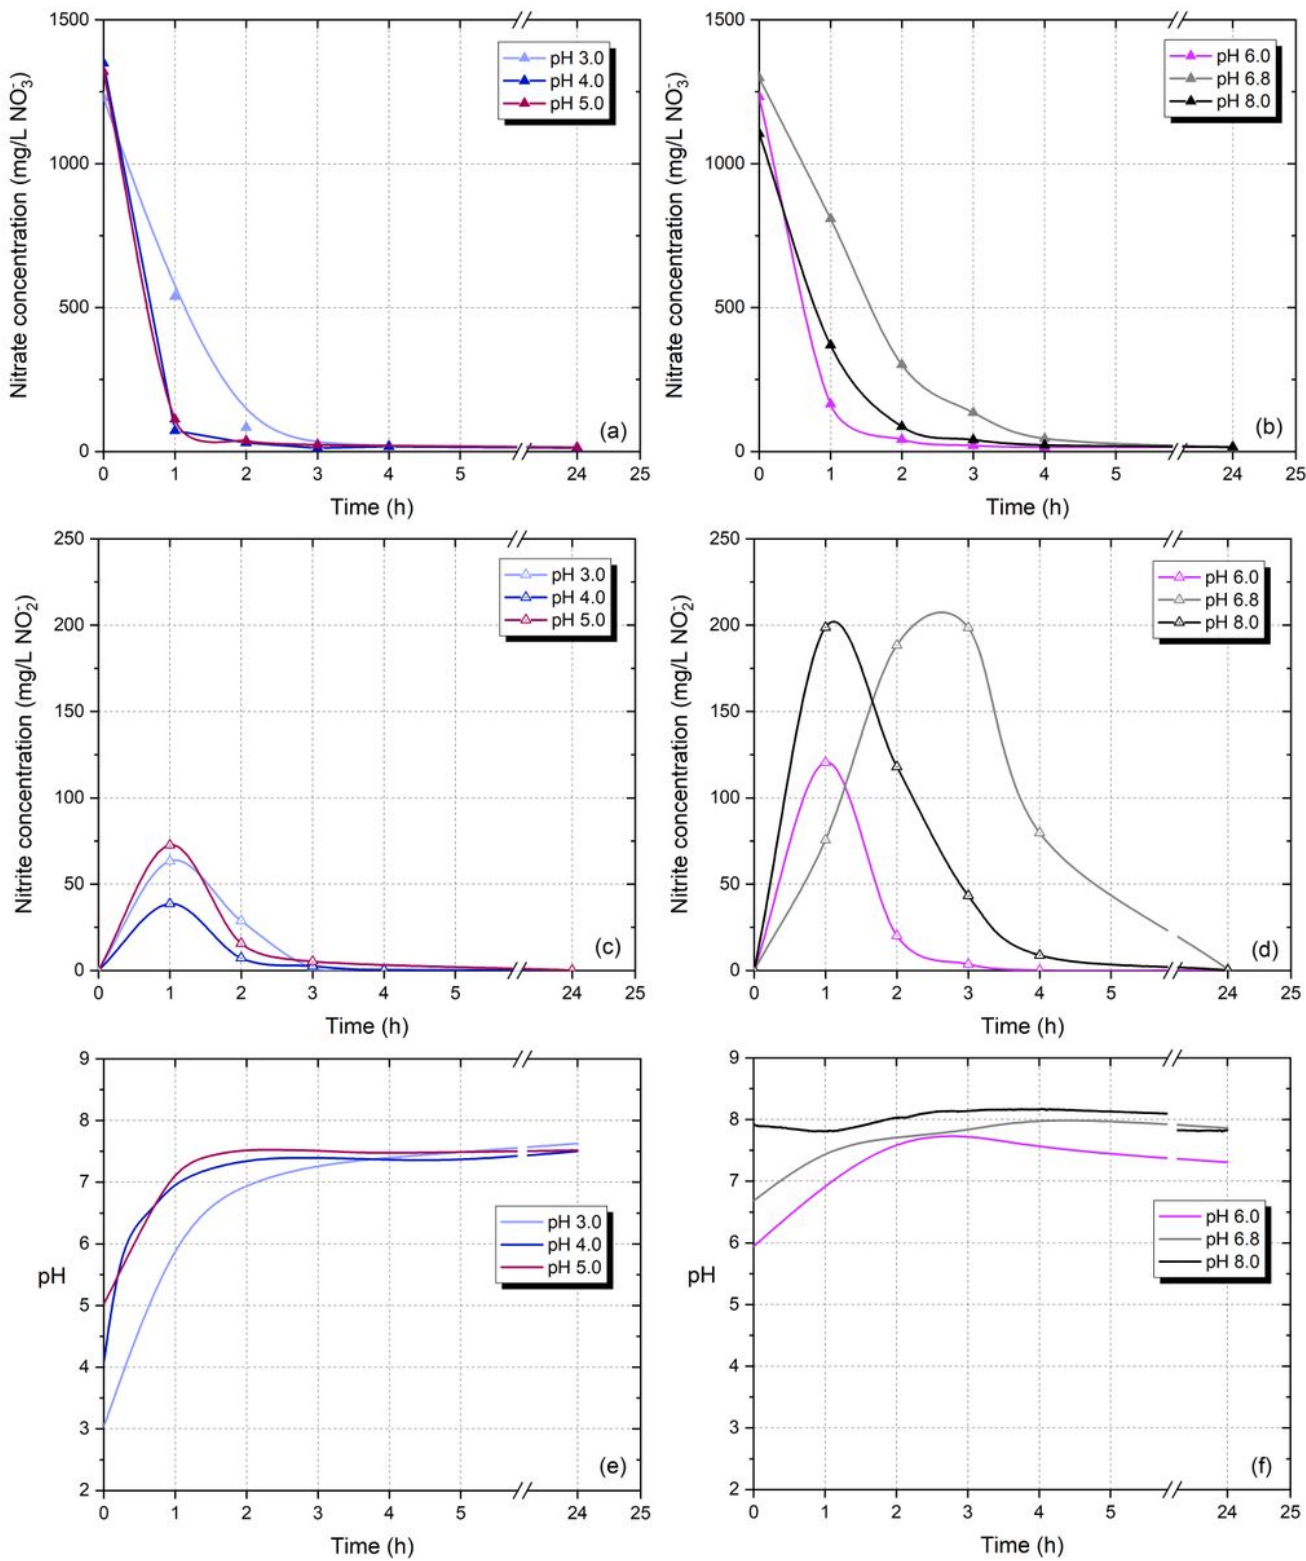 1500
1000
500
0
Nitrate concentration (mg/L NO3-)
pH 3.0
pH 4.0
pH 5.0
(a)
0 1 2 3 4 5 24 25
Time (h)
1500
1000
500
0
Nitrate concentration (mg/L NO3-)
pH 6.0
pH 6.8
pH 8.0
(b)
0 1 2 3 4 5 24 25
Time (h)
250
200
150
100
50
0
Nitrite concentration (mg/L NO2-)
pH 3.0
pH 4.0
pH 5.0
(c)
0 1 2 3 4 5 24 25
Time (h)
250
200
150
100
50
0
Nitrite concentration (mg/L NO2-)
pH 6.0
pH 6.8
pH 8.0
(d)
0 1 2 3 4 5 24 25
Time (h)
9
8
7
6
5
4
3
2
pH
pH 3.0
pH 4.0
pH 5.0
(e)
0 1 2 3 4 5 24 25
Time (h)
9
8
7
6
5
4
3
2
pH
pH 6.0
pH 6.8
pH 8.0
(f)
0 1 2 3 4 5 24 25
Time (h)